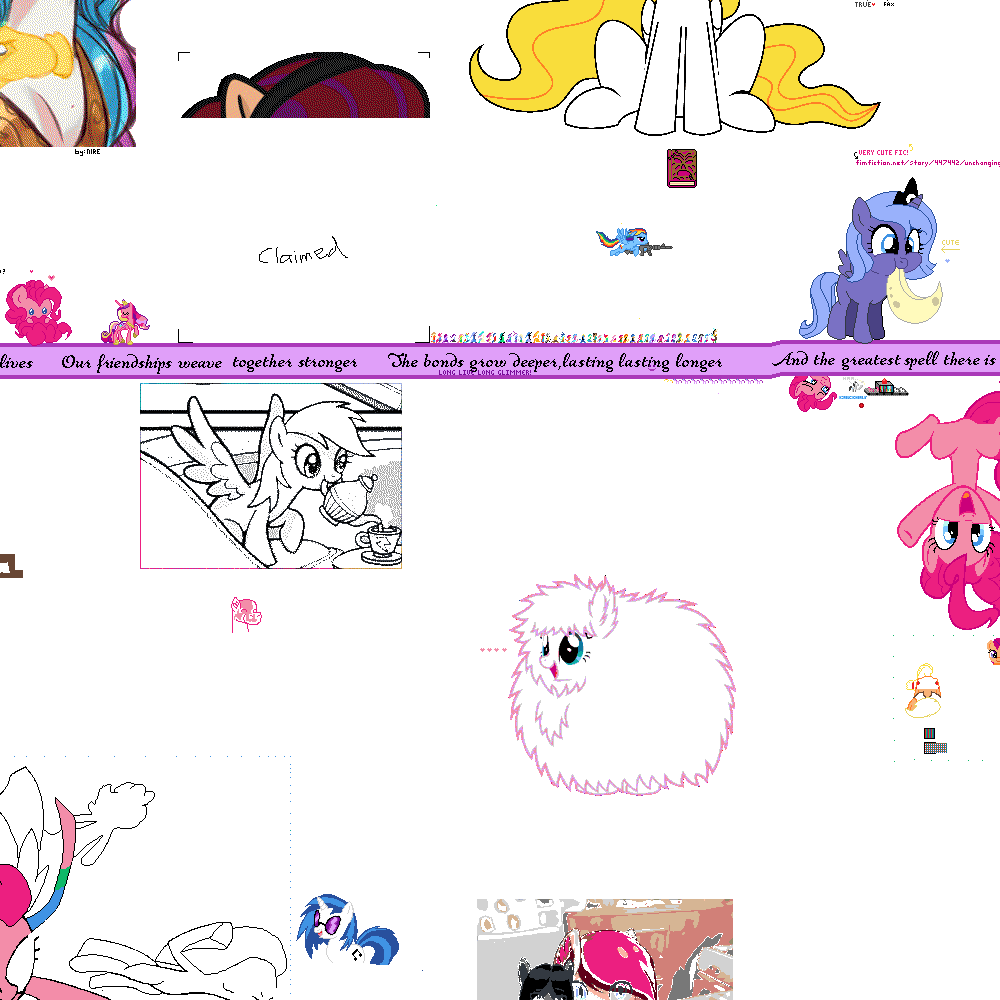 TRUE♥ FAX
by:NIRE
VERY CUTE FIC!
fimfiction.net/story/447442/unchanging
Claimed
CUTE
lives Our friendships weave together stronger The bonds grow deeper,lasting lasting longer And the greatest spell there is
LONG LIVE LONG GLIMMER!